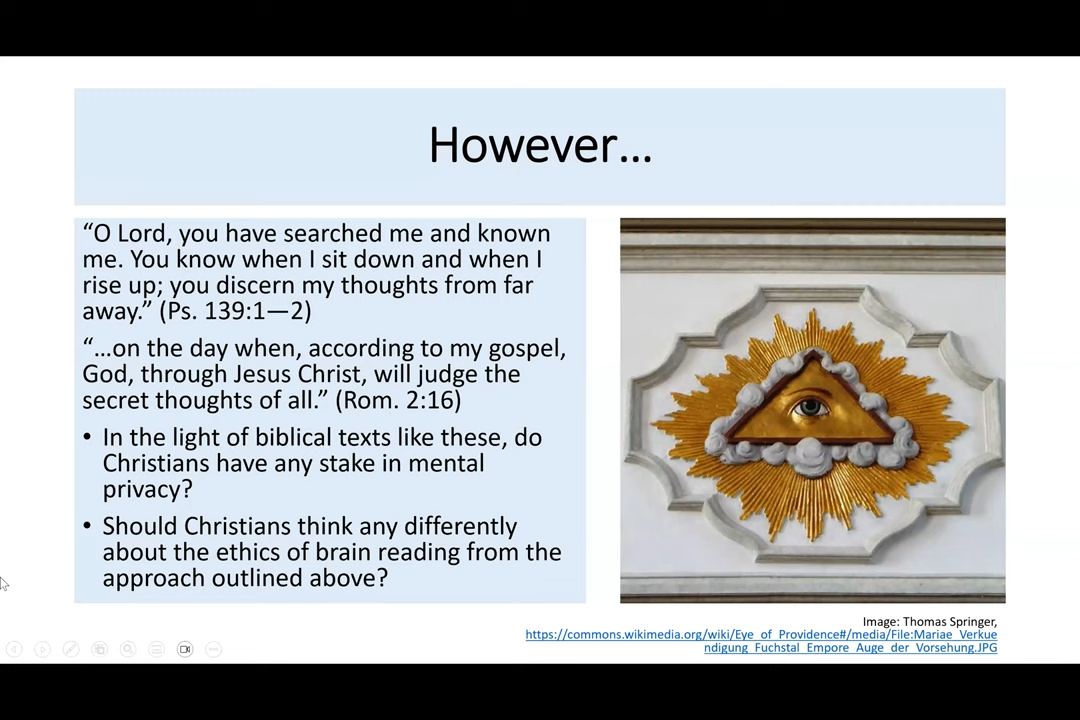 However…
“O Lord, you have searched me and known
me. You know when I sit down and when I
rise up; you discern my thoughts from far
away.” (Ps. 139:1—2)
“…on the day when, according to my gospel,
God, through Jesus Christ, will judge the
secret thoughts of all.” (Rom. 2:16)
• In the light of biblical texts like these, do
Christians have any stake in mental
privacy?
• Should Christians think any differently
about the ethics of brain reading from the
approach outlined above?
Image: Thomas Springer,
https://commons.wikimedia.org/wiki/Eye_of_Providence#/media/File:Mariae_Verkue
ndigung_Fuchstal_Empore_Auge_der_Vorsehung.JPG